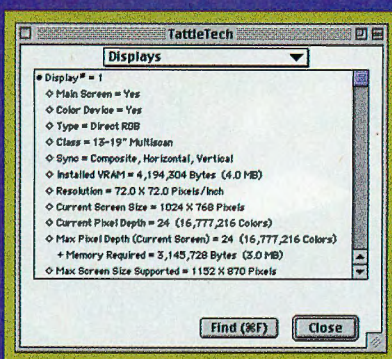 TattleTech
Displays
• Display# = 1
◇ Main Screen = Yes
◇ Color Device = Yes
◇ Type = Direct RGB
◇ Class = 13-19" Multiscan
◇ Sync = Composite, Horizontal, Vertical
◇ Installed VRAM = 4,194,304 Bytes (4.0 MB)
◇ Resolution = 72.0 X 72.0 Pixels/Inch
◇ Current Screen Size = 1024 X 768 Pixels
◇ Current Pixel Depth = 24 (16,777,216 Colors)
◇ Max Pixel Depth (Current Screen) = 24 (16,777,216 Colors)
+ Memory Required = 3,145,728 Bytes (3.0 MB)
◇ Max Screen Size Supported = 1152 X 870 Pixels
Find (⌘F) Close